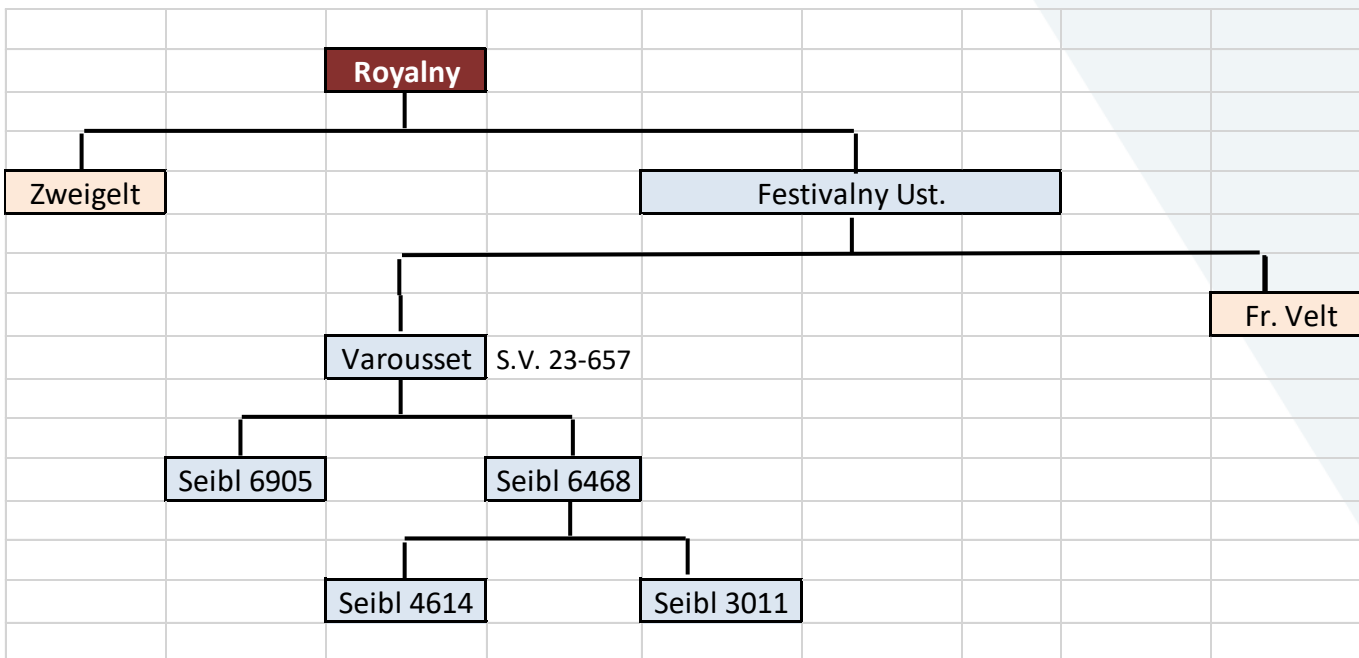 Royalny
Zweigelt
Festivalny Ust.
Fr. Velt
Varousset S.V. 23-657
Seibl 6905
Seibl 6468
Seibl 4614
Seibl 3011